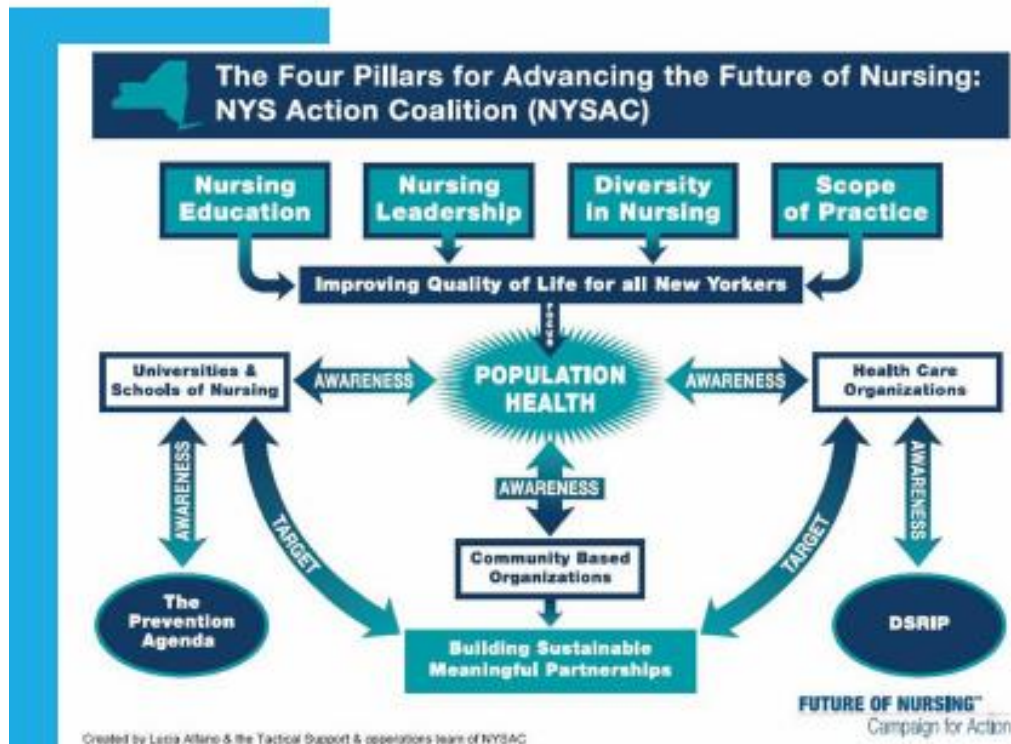 The Four Pillars for Advancing the Future of Nursing:
NYS Action Coalition (NYSAC)
Nursing
Education
Nursing
Leadership
Diversity
in Nursing
Scope
of Practice
Improving Quality of Life for all New Yorkers
FOCUS
Universities &
Schools of Nursing
AWARENESS
POPULATION
HEALTH
AWARENESS
Health Care
Organizations
AWARENESS
AWARENESS
AWARENESS
TARGET
TARGET
Community Based
Organizations
The
Prevention
Agenda
DSRIP
Building Sustainable
Meaningful Partnerships
FUTURE OF NURSING™
Campaign for Action
Created by Lucia Alfano & the Tactical Support & opperations team of NYSAC